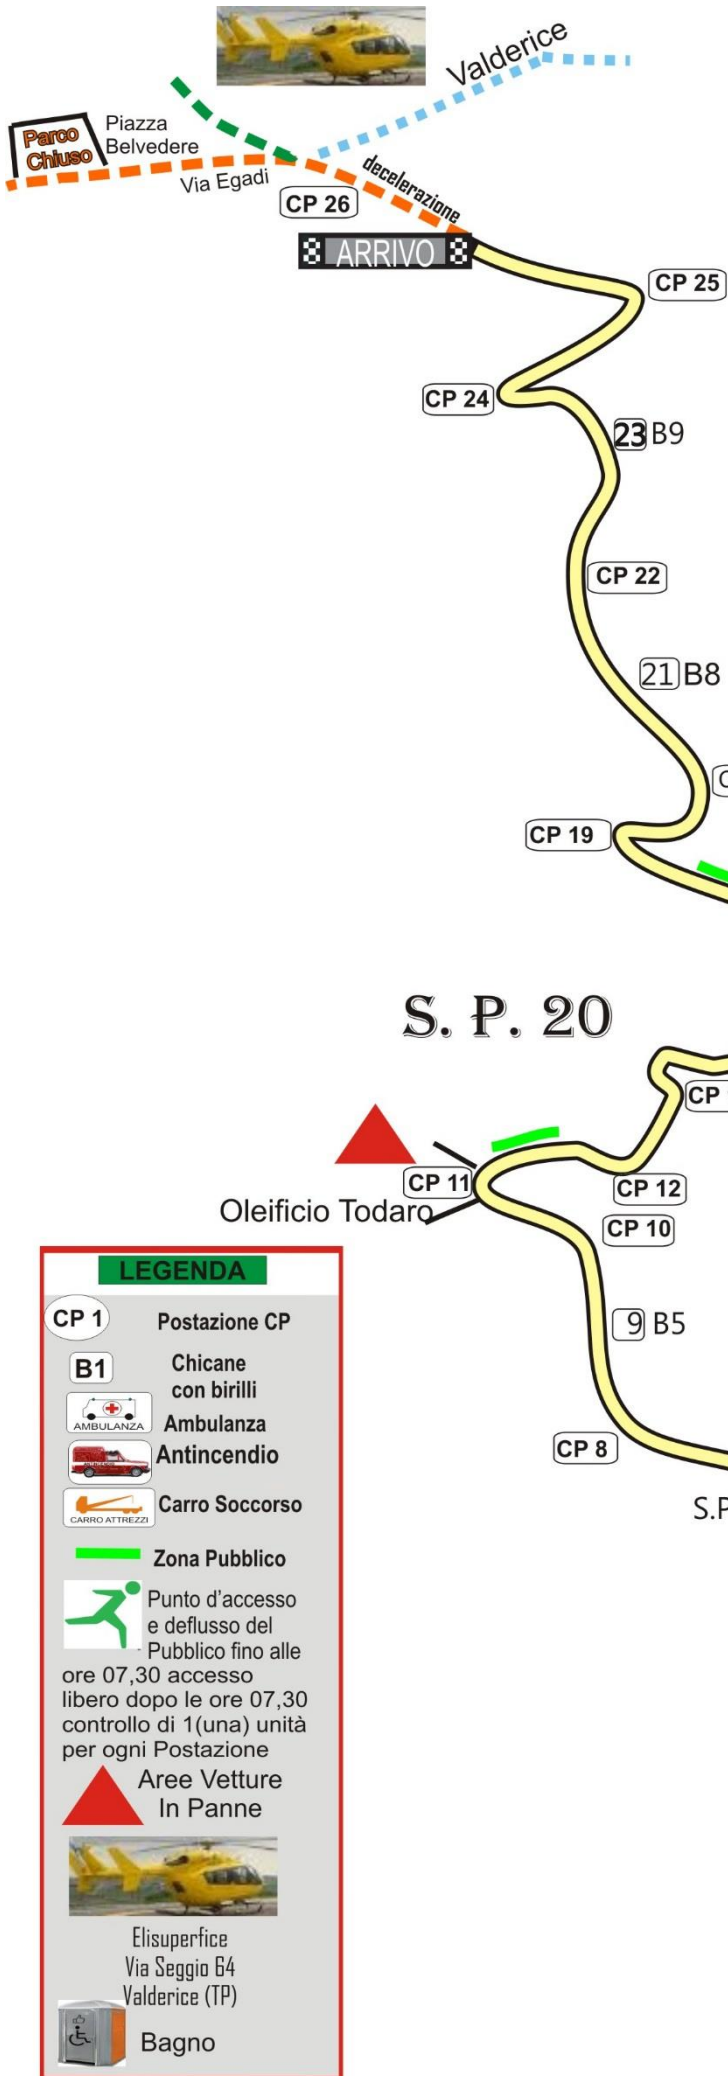 Valderice
Parco
Chiuso
Piazza
Belvedere
Via Egadi
decelerazione
CP 26
ARRIVO
CP 25
CP 24
23 B9
CP 22
21 B8
CP 19
S. P. 20
CP
CP 11
CP 12
Oleificio Todaro
CP 10
9 B5
CP 8
S.P
LEGENDA
CP 1
Postazione CP
B1
Chicane
con birilli
AMBULANZA
Ambulanza
Antincendio
CARRO ATTREZZI
Carro Soccorso
Zona Pubblico
Punto d'accesso
e deflusso del
Pubblico fino alle
ore 07,30 accesso
libero dopo le ore 07,30
controllo di 1(una) unità
per ogni Postazione
Aree Vetture
In Panne
Elisuperfice
Via Seggio 64
Valderice (TP)
Bagno